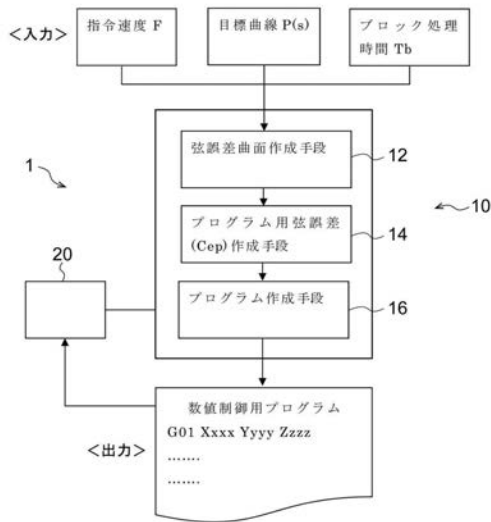 <入力>
指令速度 F
目標曲線 P(s)
ブロック処理
時間 Tb
弦誤差曲面作成手段
12
1
10
プログラム用弦誤差
(Cep) 作成手段
14
20
プログラム作成手段
16
数値制御用プログラム
G01 Xxxx Yyyy Zzzz
<出力>
.......
.......